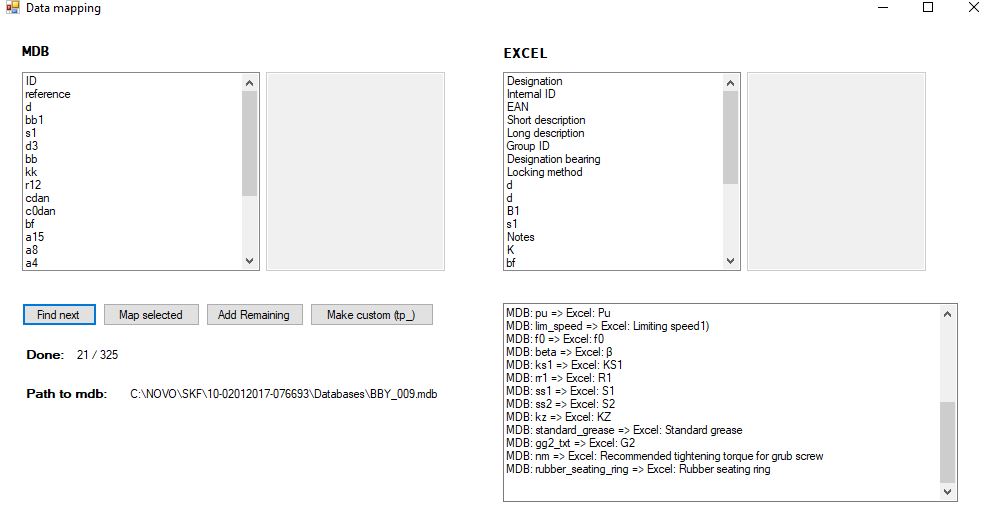 Data mapping
MDB
ID
reference
d
bb1
s1
d3
bb
kk
r12
cdan
c0dan
bf
a15
a8
a4
EXCEL
Designation
Internal ID
EAN
Short description
Long description
Group ID
Designation bearing
Locking method
d
d
B1
s1
Notes
K
bf
Find next
Map selected
Add Remaining
Make custom (tp_)
Done: 21 / 325
Path to mdb: C:\NOVO\SKF\10-02012017-076693\Databases\BBY_009.mdb
MDB: pu => Excel: Pu
MDB: lim_speed => Excel: Limiting speed1)
MDB: f0 => Excel: f0
MDB: beta => Excel: β
MDB: ks1 => Excel: KS1
MDB: rr1 => Excel: R1
MDB: ss1 => Excel: S1
MDB: ss2 => Excel: S2
MDB: kz => Excel: KZ
MDB: standard_grease => Excel: Standard grease
MDB: gg2_txt => Excel: G2
MDB: nm => Excel: Recommended tightening torque for grub screw
MDB: rubber_seating_ring => Excel: Rubber seating ring